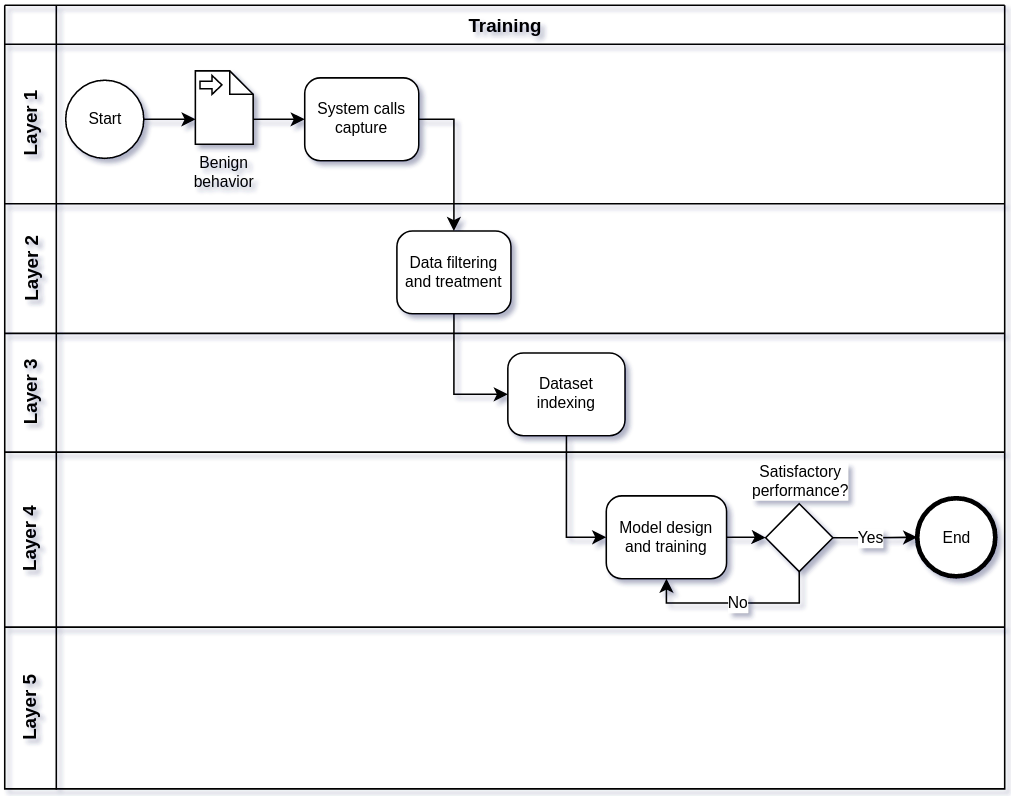 Training
Layer 1
Start
Benign
behavior
System calls
capture
Layer 2
Data filtering
and treatment
Layer 3
Dataset
indexing
Layer 4
Model design
and training
Satisfactory
performance?
Yes
No
End
Layer 5